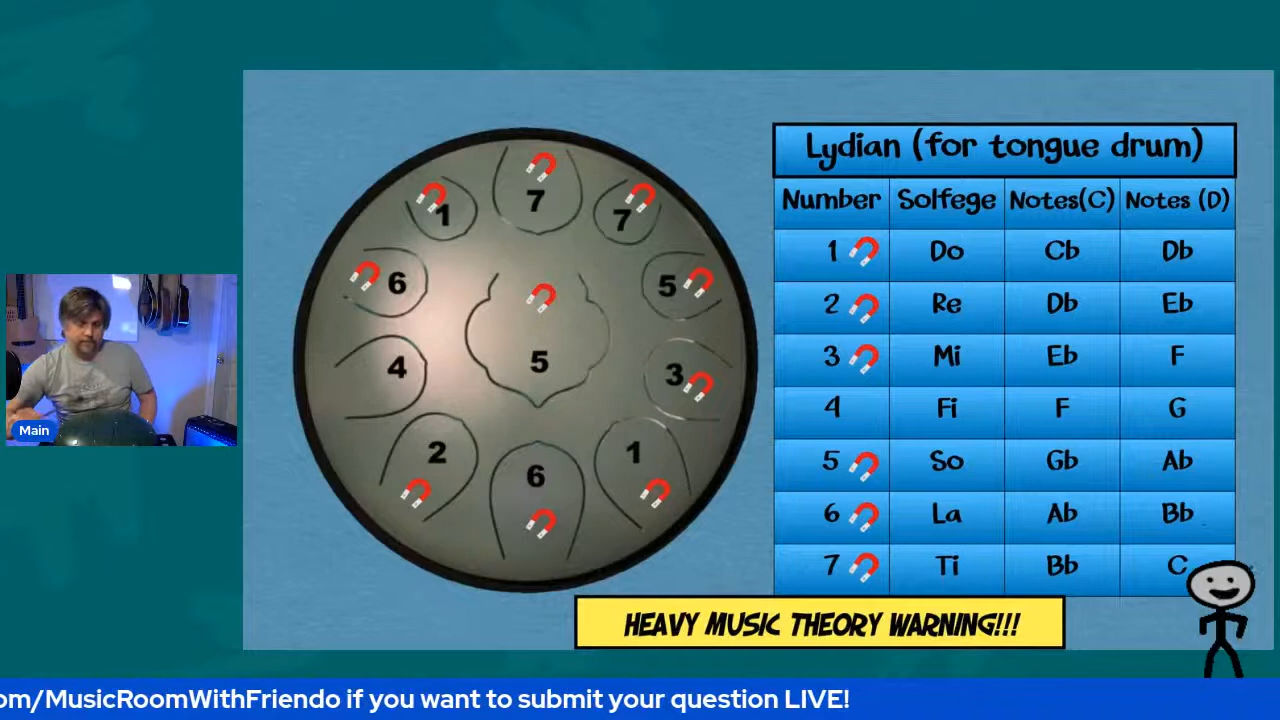 Lydian (for tongue drum)
Number Solfege Notes(C) Notes (D)
1 Do Cb Db
2 Re Db Eb
3 Mi Eb F
4 Fi F G
5 So Gb Ab
6 La Ab Bb
7 Ti Bb C
7
1 7
6 5
5
4 3
2 6 1
Main
HEAVY MUSIC THEORY WARNING!!!
om/MusicRoomWithFriendo if you want to submit your question LIVE!